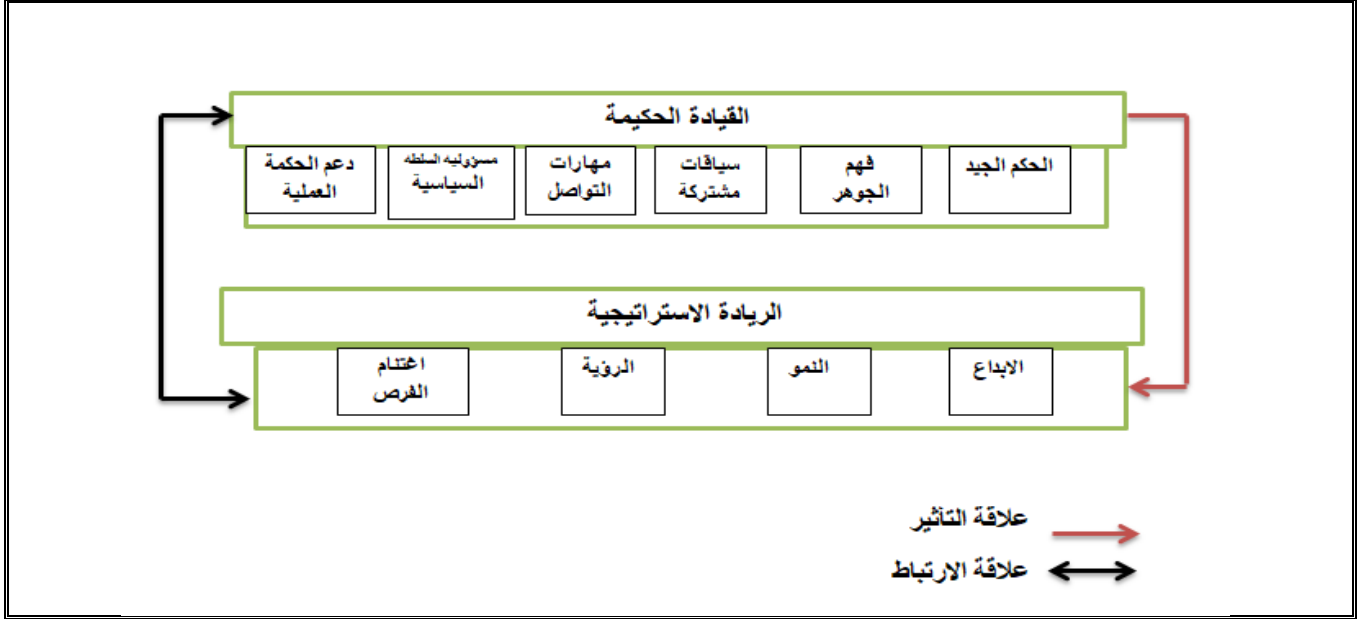 القيادة الحكيمة
الحكم الجيد
فهم
الجوهر
سياقات
مشتركة
مهارات
التواصل
مسؤوليه السلطه
السياسية
دعم الحكمة
العملية
الريادة الاستراتيجية
الابداع
النمو
الرؤية
اغتنام
الفرص
علاقة التأثير
علاقة الارتباط